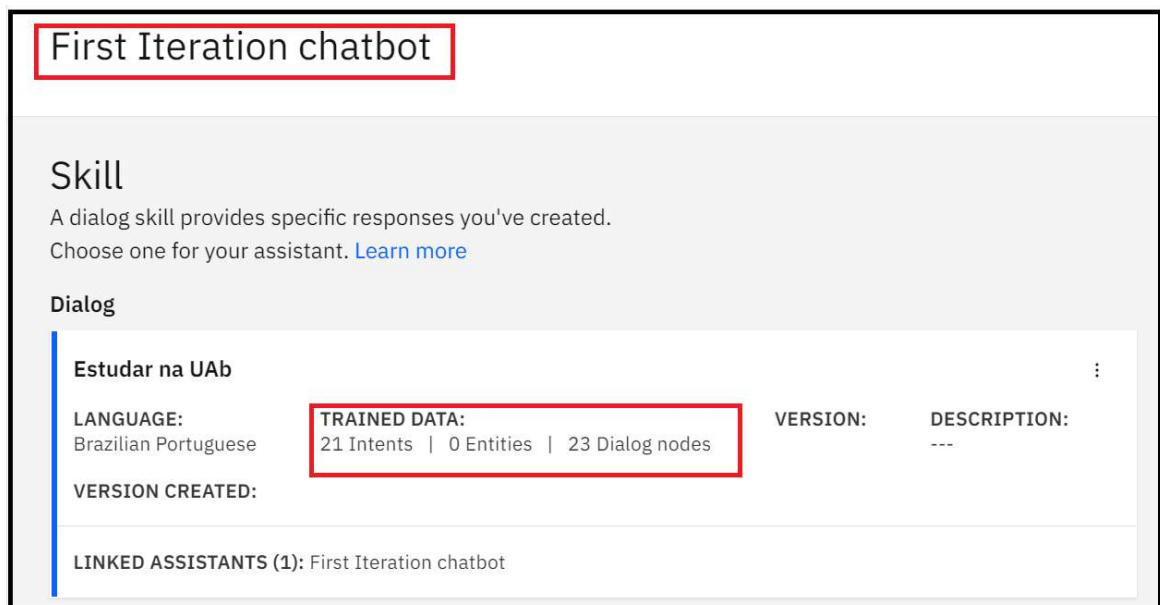 First Iteration chatbot
Skill
A dialog skill provides specific responses you've created.
Choose one for your assistant. Learn more
Dialog
Estudar na UAb
LANGUAGE: TRAINED DATA: VERSION: DESCRIPTION:
Brazilian Portuguese 21 Intents | 0 Entities | 23 Dialog nodes ---
VERSION CREATED:
LINKED ASSISTANTS (1): First Iteration chatbot